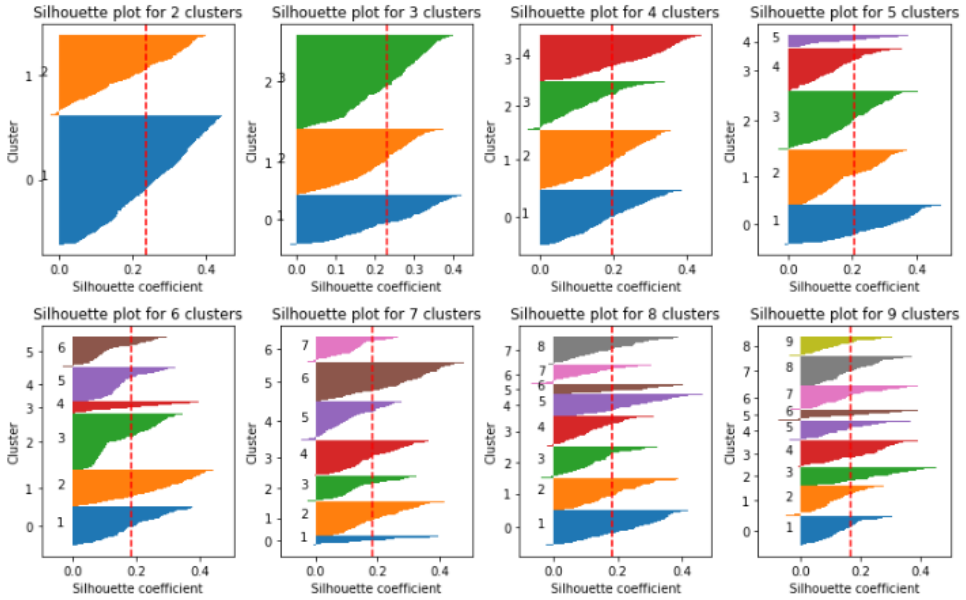 Silhouette plot for 2 clusters
Cluster
1
0
2
1
0.0 0.2 0.4
Silhouette coefficient
Silhouette plot for 3 clusters
Cluster
2
1
0
3
2
1
0.0 0.1 0.2 0.3 0.4
Silhouette coefficient
Silhouette plot for 4 clusters
Cluster
3
2
1
0
4
3
2
1
0.0 0.2 0.4
Silhouette coefficient
Silhouette plot for 5 clusters
Cluster
4
3
2
1
0
5
4
3
2
1
0.0 0.2 0.4
Silhouette coefficient
Silhouette plot for 6 clusters
Cluster
5
4
3
2
1
0
6
5
4
3
2
1
0.0 0.2 0.4
Silhouette coefficient
Silhouette plot for 7 clusters
Cluster
6
5
4
3
2
1
0
7
6
5
4
3
2
1
0.0 0.2 0.4
Silhouette coefficient
Silhouette plot for 8 clusters
Cluster
7
6
5
4
3
2
1
0
8
7
6
5
4
3
2
1
0.0 0.2 0.4
Silhouette coefficient
Silhouette plot for 9 clusters
Cluster
8
7
6
5
4
3
2
1
0
9
8
7
6
5
4
3
2
1
0.0 0.2 0.4
Silhouette coefficient